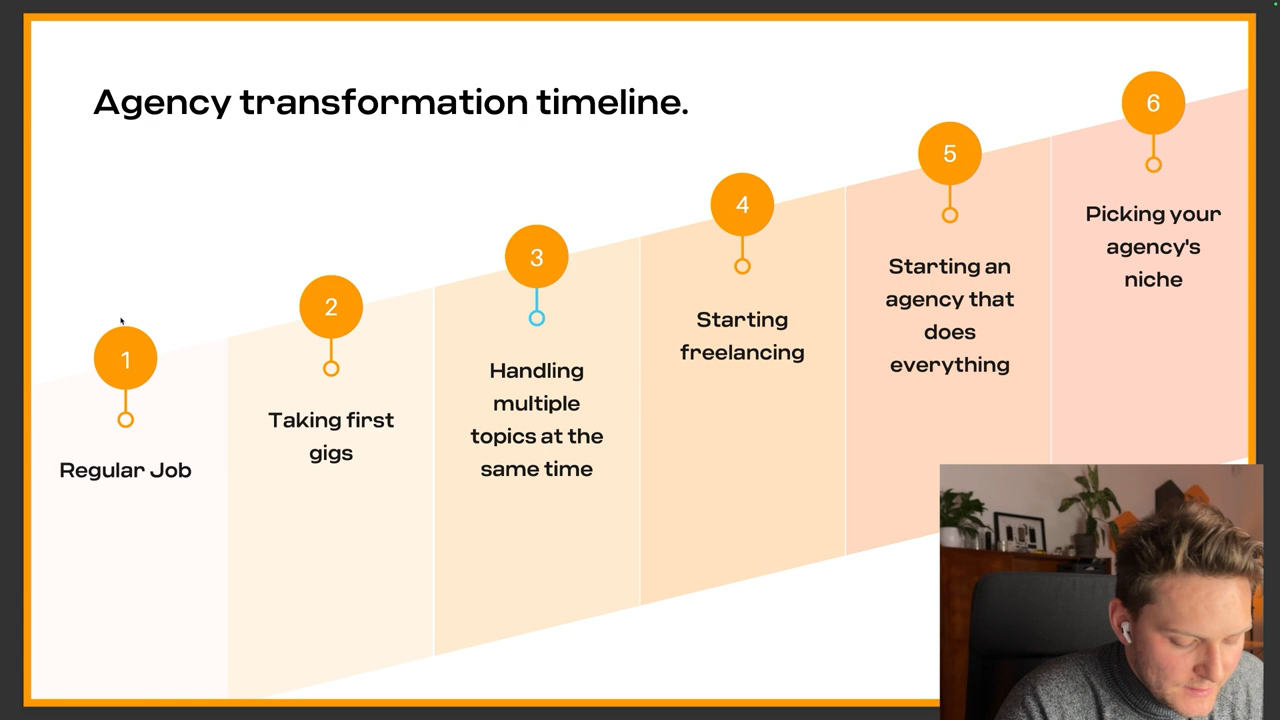 Agency transformation timeline.
1
Regular Job
2
Taking first
gigs
3
Handling
multiple
topics at the
same time
4
Starting
freelancing
5
Starting an
agency that
does
everything
6
Picking your
agency's
niche